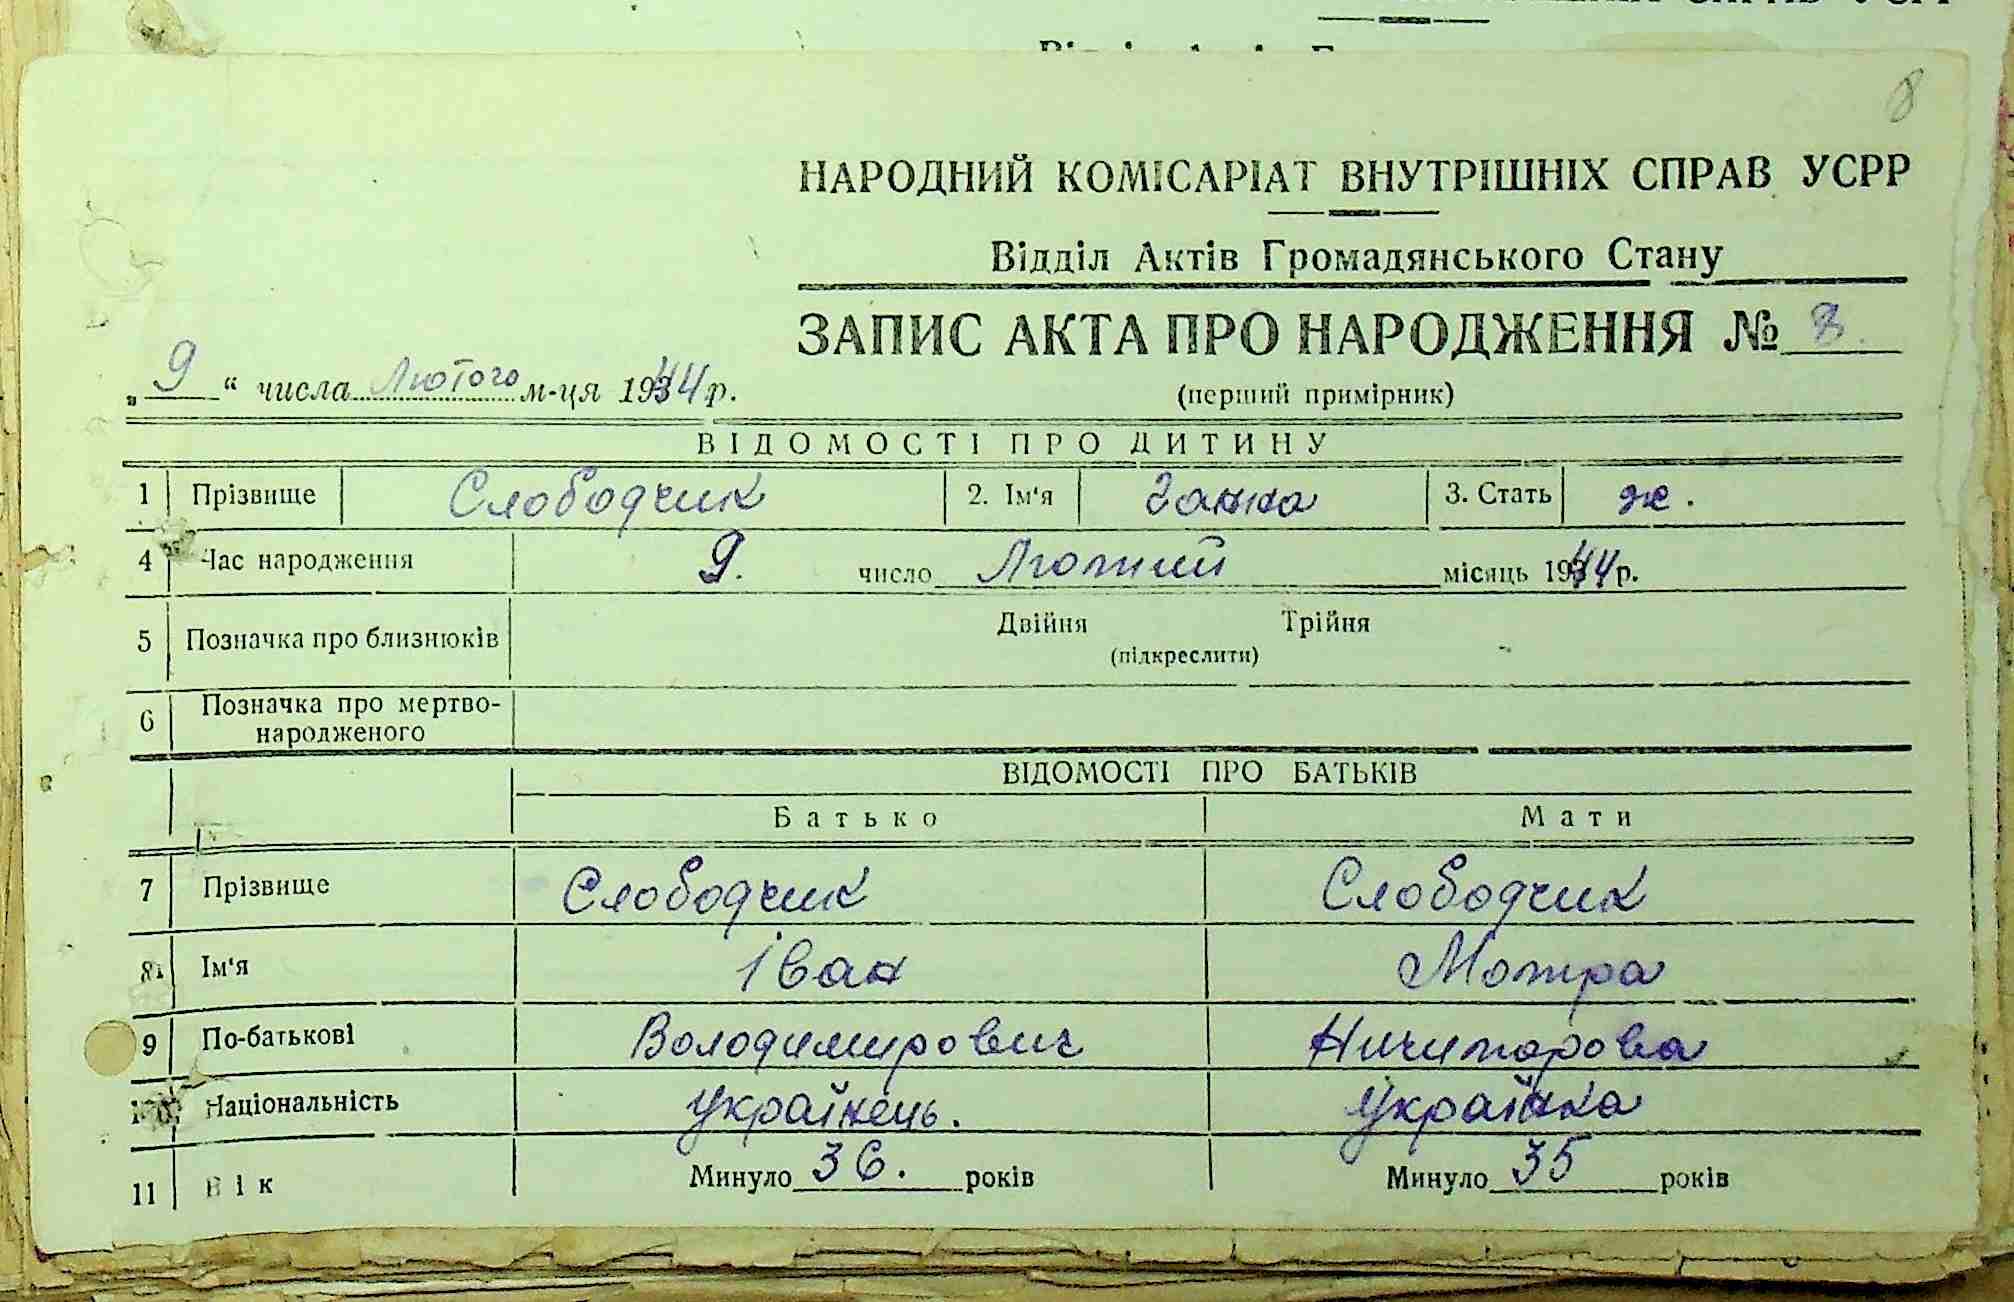 8
НАРОДНИЙ КОМІСАРІАТ ВНУТРІШНІХ СПРАВ УСРР
Відділ Актів Громадянського Стану
ЗАПИС АКТА ПРО НАРОДЖЕННЯ № 8.
„9“ числа Лютого м-ця 1944 р.
(перший примірник)
ВІДОМОСТІ ПРО ДИТИНУ
1 Прізвище Слободчик 2. Ім'я Ганна 3. Стать ж.
4 Час народження 9. число Лютий місяць 1944 р.
5 Позначка про близнюків Двійня Трійня
(підкреслити)
6 Позначка про мертво-
народженого
ВІДОМОСТІ ПРО БАТЬКІВ
Батько Мати
7 Прізвище Слободчик Слободчик
8 Ім'я Іван Мотря
9 По-батькові Володимирович Ничипорова
10 Національність Українець. Українка
11 Вік Минуло 36. років Минуло 35 років